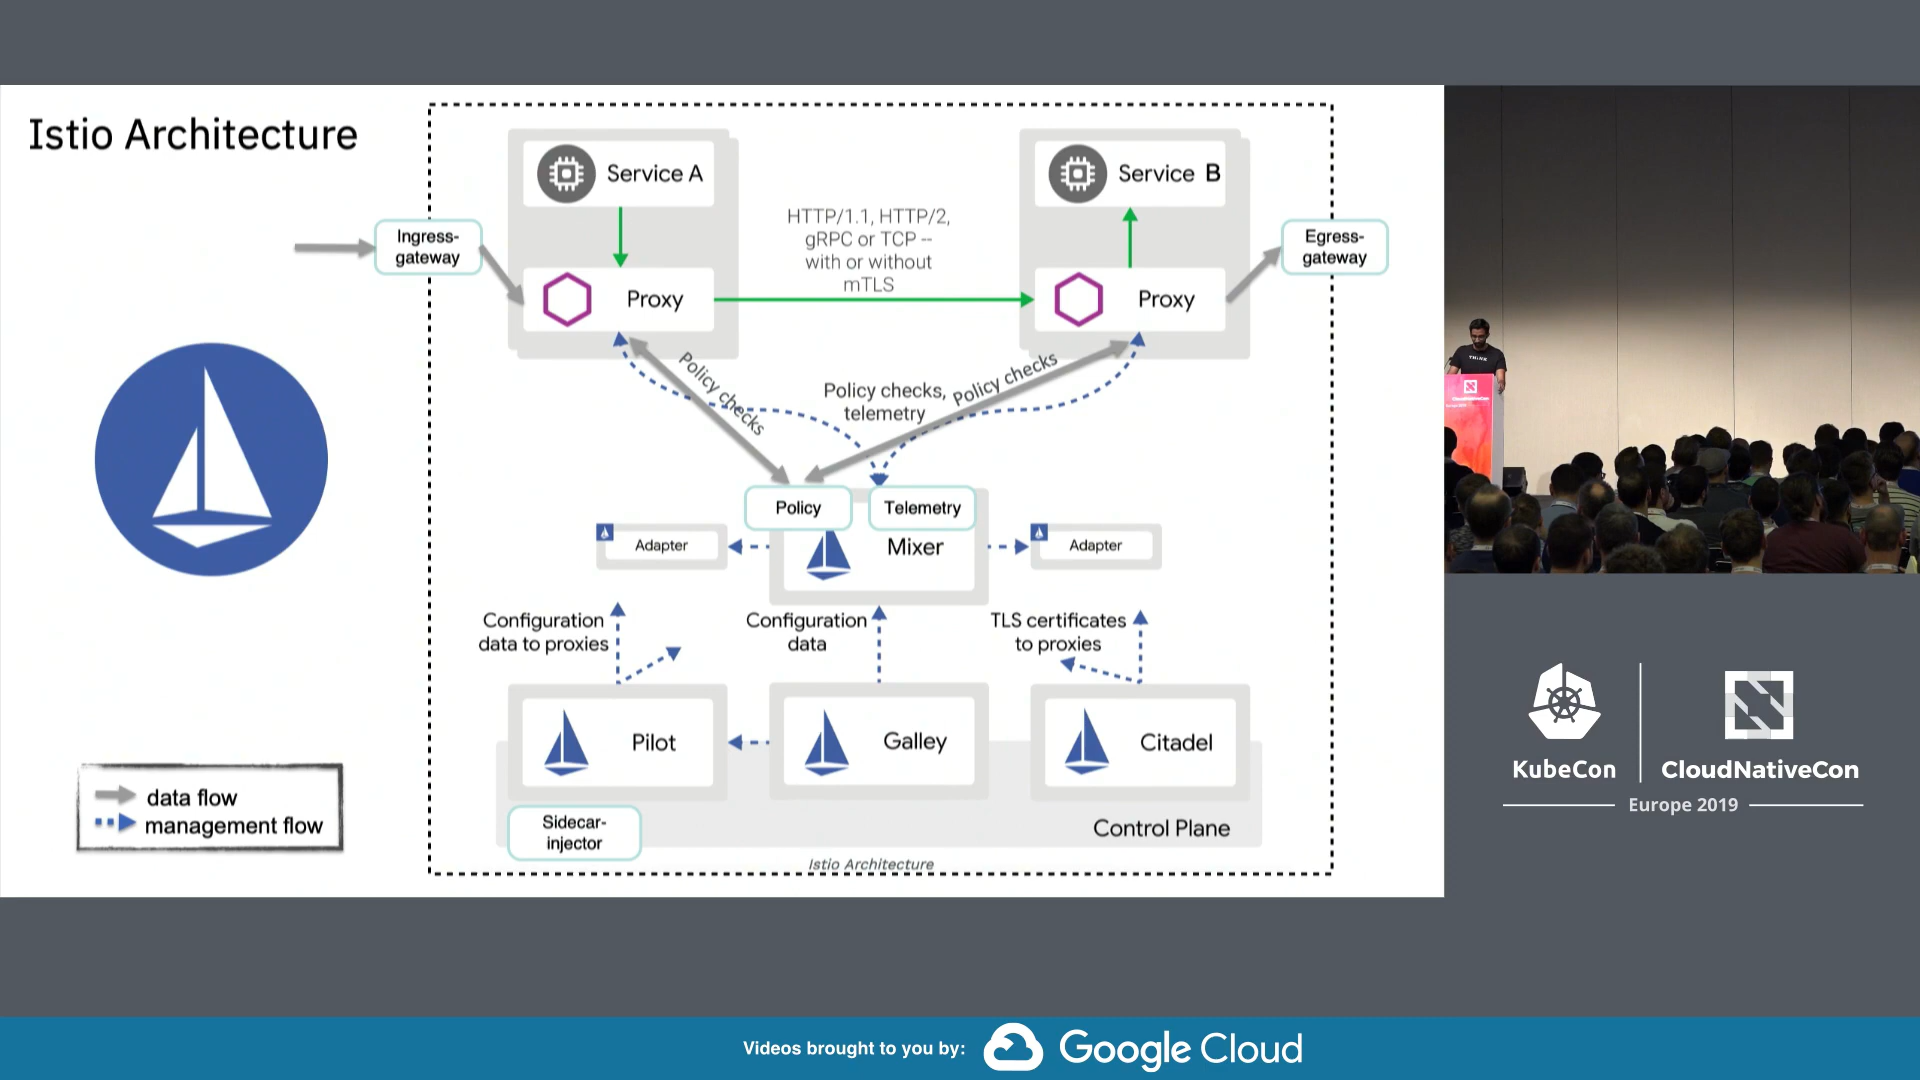 Istio Architecture
Service A
Service B
HTTP/1.1, HTTP/2,
gRPC or TCP --
with or without
mTLS
Ingress-
gateway
Egress-
gateway
Proxy
Proxy
Policy checks
Policy checks,
telemetry
Policy checks
Policy
Telemetry
Mixer
Adapter
Adapter
Configuration
data to proxies
Configuration
data
TLS certificates
to proxies
Pilot
Galley
Citadel
Sidecar-
injector
Control Plane
Istio Architecture
data flow
management flow
THINK
CloudNativeCon
KubeCon
CloudNativeCon
Europe 2019
Videos brought to you by:
Google Cloud